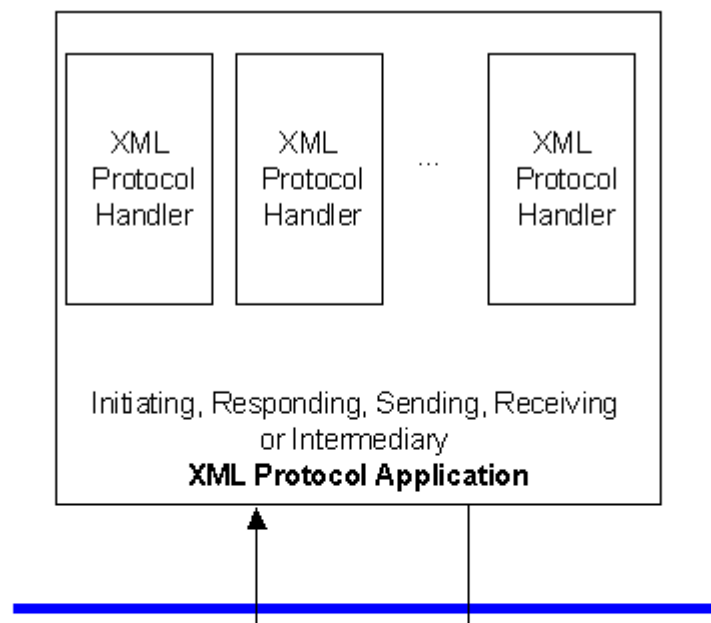 XML
Protocol
Handler
XML
Protocol
Handler
...
XML
Protocol
Handler
Initiating, Responding, Sending, Receiving
or Intermediary
XML Protocol Application